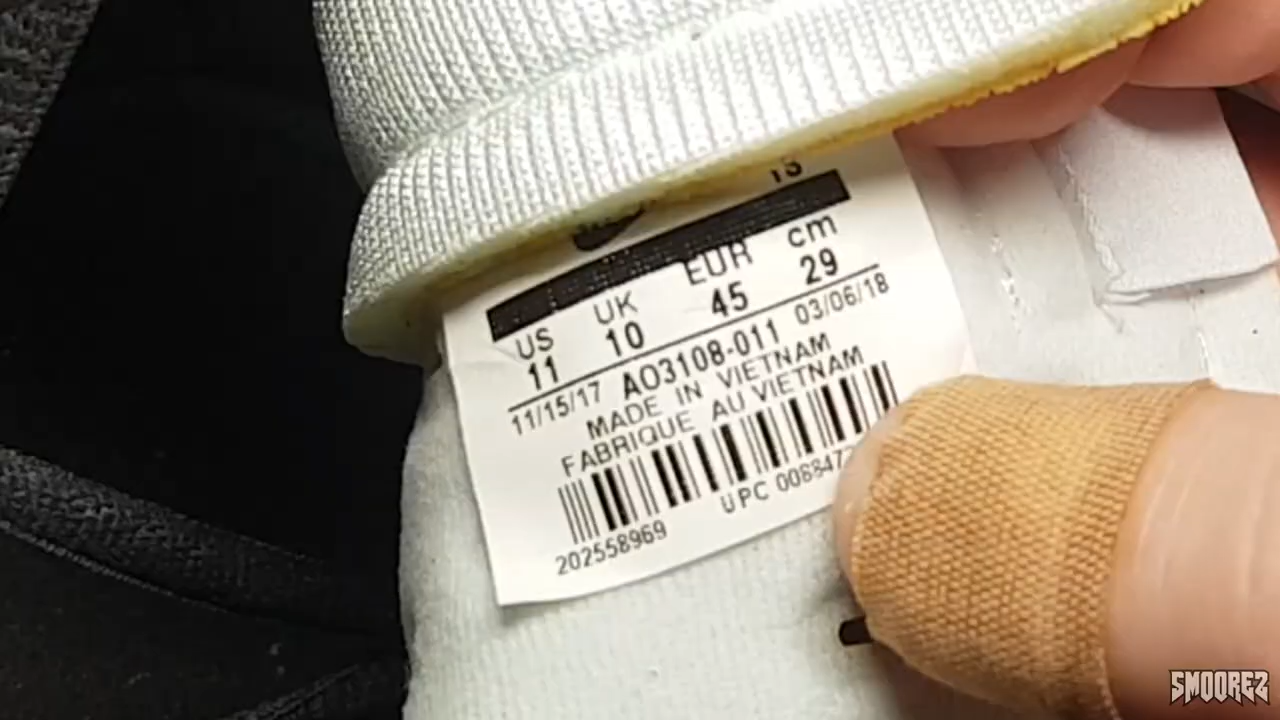 US UK EUR cm
11 10 45 29
11/15/17 AO3108-011 03/06/18
MADE IN VIETNAM
FABRIQUE AU VIETNAM
202558969 UPC
SMOOREZ